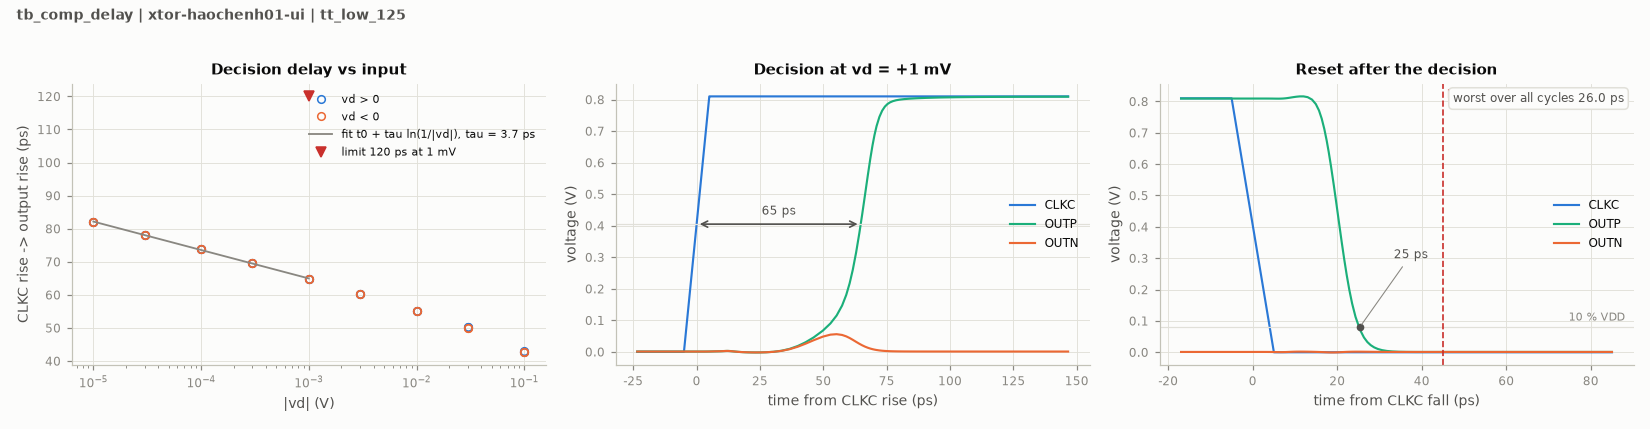 tb_comp_delay | xtor-haochenh01-ui | tt_low_125
Decision delay vs input
CLKC rise -> output rise (ps)
120
110
100
90
80
70
60
50
40
vd > 0
vd < 0
fit t0 + tau ln(1/|vd|), tau = 3.7 ps
limit 120 ps at 1 mV
10⁻⁵ 10⁻⁴ 10⁻³ 10⁻² 10⁻¹
|vd| (V)
Decision at vd = +1 mV
voltage (V)
0.8
0.7
0.6
0.5
0.4
0.3
0.2
0.1
0.0
65 ps
CLKC
OUTP
OUTN
-25 0 25 50 75 100 125 150
time from CLKC rise (ps)
Reset after the decision
voltage (V)
0.8
0.7
0.6
0.5
0.4
0.3
0.2
0.1
0.0
worst over all cycles 26.0 ps
CLKC
OUTP
OUTN
25 ps
10 % VDD
-20 0 20 40 60 80
time from CLKC fall (ps)